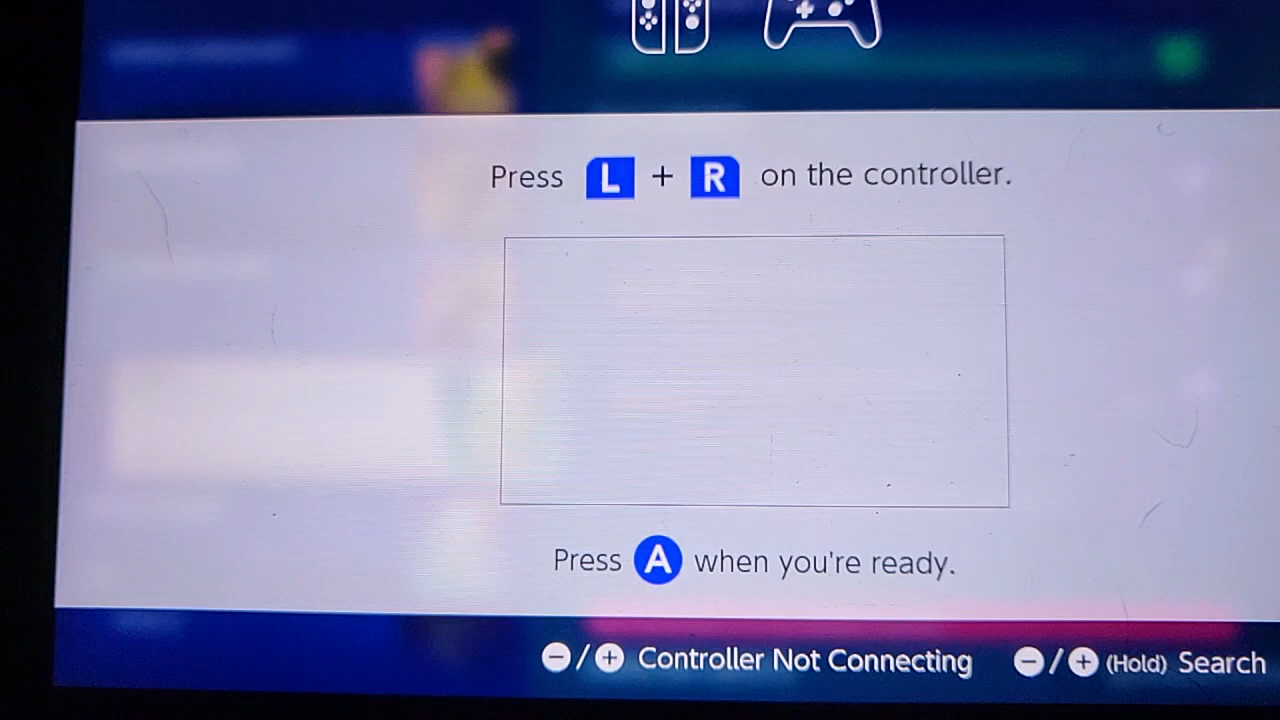 Press L + R on the controller.
Press A when you're ready.
−/+ Controller Not Connecting −/+ (Hold) Search